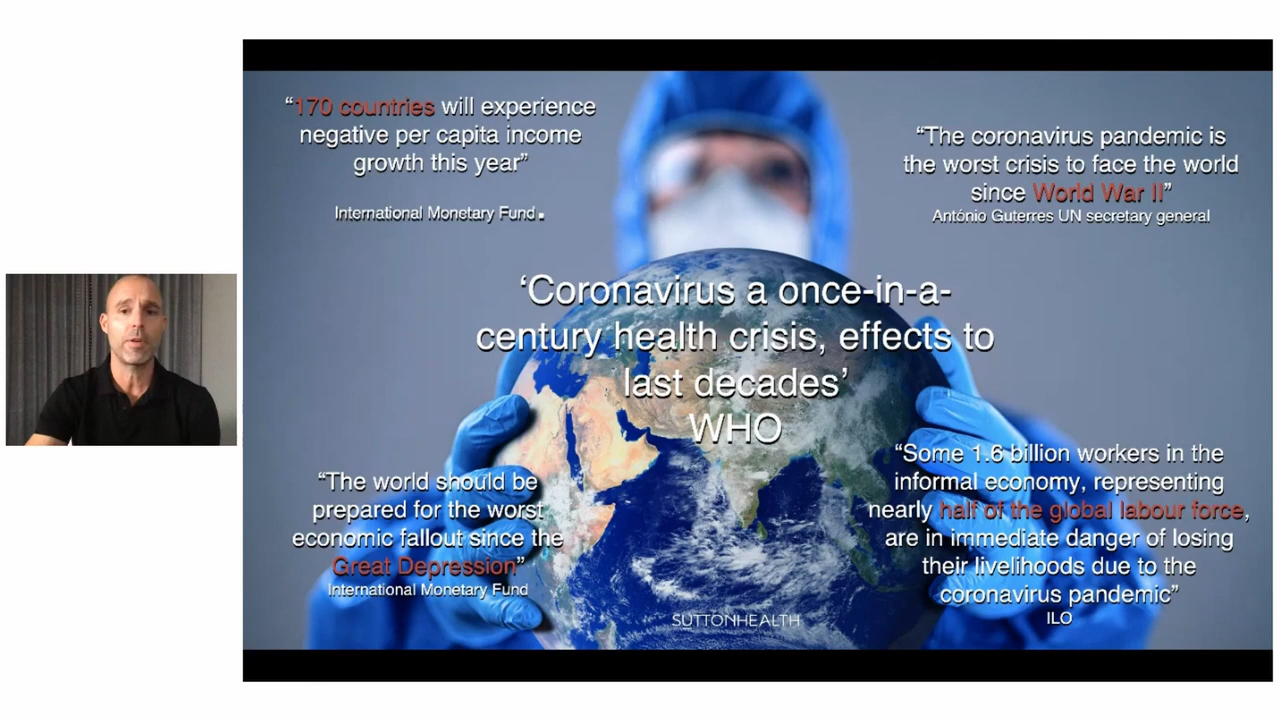 “170 countries will experience
negative per capita income
growth this year”
International Monetary Fund.
“The coronavirus pandemic is
the worst crisis to face the world
since World War II”
António Guterres UN secretary general
‘Coronavirus a once-in-a-
century health crisis, effects to
last decades’
WHO
“The world should be
prepared for the worst
economic fallout since the
Great Depression”
International Monetary Fund
“Some 1.6 billion workers in the
informal economy, representing
nearly half of the global labour force,
are in immediate danger of losing
their livelihoods due to the
coronavirus pandemic”
ILO
SUTTONHEALTH